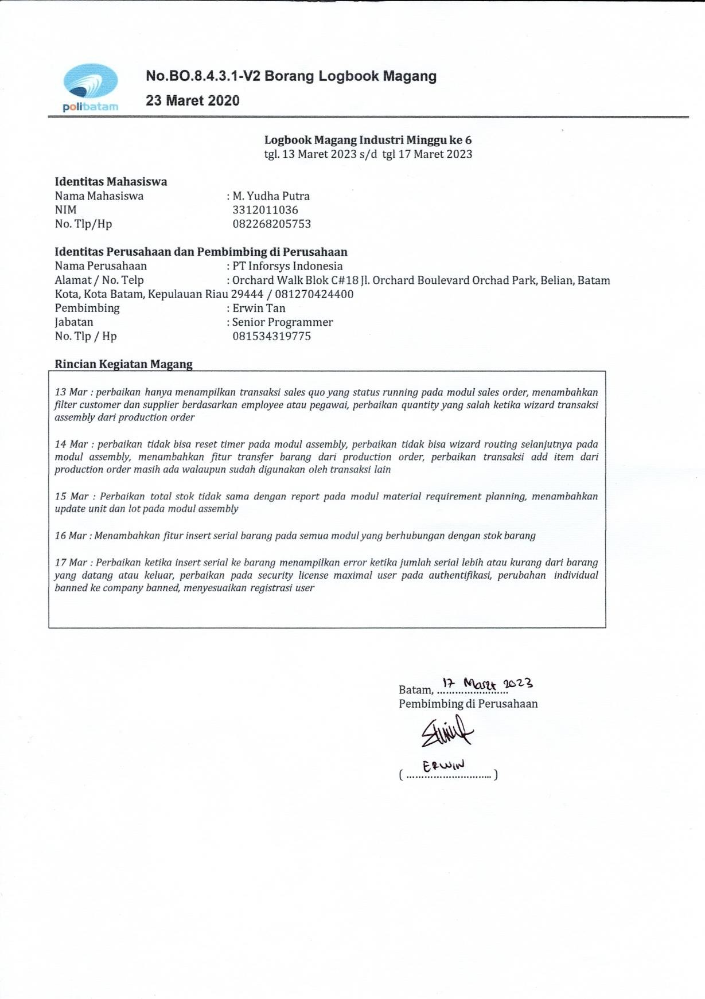 polibatam
No.BO.8.4.3.1-V2 Borang Logbook Magang
23 Maret 2020
Logbook Magang Industri Minggu ke 6
tgl. 13 Maret 2023 s/d tgl 17 Maret 2023
Identitas Mahasiswa
Nama Mahasiswa : M. Yudha Putra
NIM 3312011036
No. Tlp/Hp 082268205753
Identitas Perusahaan dan Pembimbing di Perusahaan
Nama Perusahaan : PT Inforsys Indonesia
Alamat / No. Telp : Orchard Walk Blok C#18 Jl. Orchard Boulevard Orchad Park, Belian, Batam
Kota, Kota Batam, Kepulauan Riau 29444 / 081270424400
Pembimbing : Erwin Tan
Jabatan : Senior Programmer
No. Tlp / Hp 081534319775
Rincian Kegiatan Magang
13 Mar : perbaikan hanya menampilkan transaksi sales quo yang status running pada modul sales order, menambahkan
filter customer dan supplier berdasarkan employee atau pegawai, perbaikan quantity yang salah ketika wizard transaksi
assembly dari production order
14 Mar : perbaikan tidak bisa reset timer pada modul assembly, perbaikan tidak bisa wizard routing selanjutnya pada
modul assembly, menambahkan fitur transfer barang dari production order, perbaikan transaksi add item dari
production order masih ada walaupun sudah digunakan oleh transaksi lain
15 Mar : Perbaikan total stok tidak sama dengan report pada modul material requirement planning, menambahkan
update unit dan lot pada modul assembly
16 Mar : Menambahkan fitur insert serial barang pada semua modul yang berhubungan dengan stok barang
17 Mar : Perbaikan ketika insert serial ke barang menampilkan error ketika jumlah serial lebih atau kurang dari barang
yang datang atau keluar, perbaikan pada security license maximal user pada authentifikasi, perubahan individual
banned ke company banned, menyesuaikan registrasi user
Batam, 17 Maret 2023
Pembimbing di Perusahaan
( ERWIN )